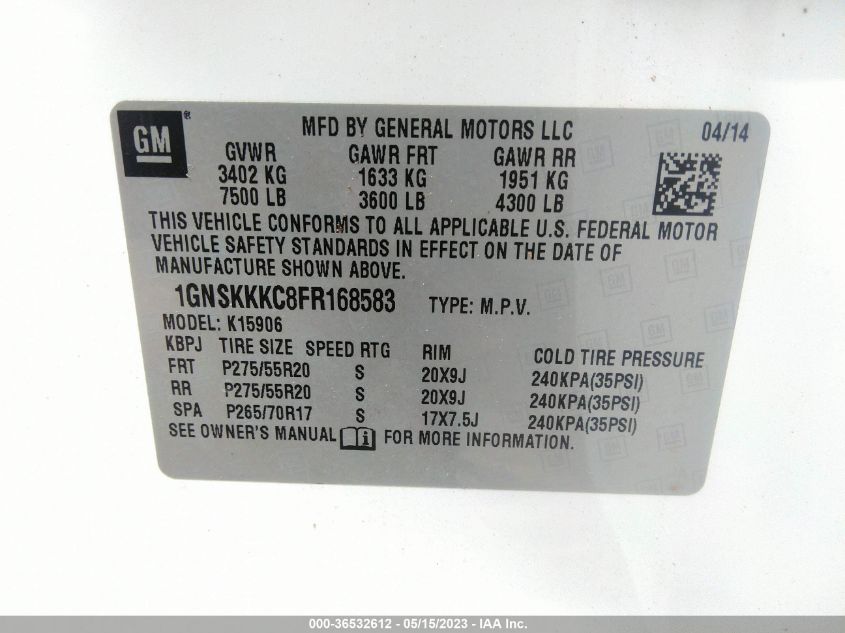 GM ® MFD BY GENERAL MOTORS LLC 04/14
GVWR GAWR FRT GAWR RR
3402 KG 1633 KG 1951 KG
7500 LB 3600 LB 4300 LB
THIS VEHICLE CONFORMS TO ALL APPLICABLE U.S. FEDERAL MOTOR
VEHICLE SAFETY STANDARDS IN EFFECT ON THE DATE OF
MANUFACTURE SHOWN ABOVE.
1GNSKKKC8FR168583 TYPE: M.P.V.
MODEL: K15906
KBPJ TIRE SIZE SPEED RTG RIM COLD TIRE PRESSURE
FRT P275/55R20 S 20X9J 240KPA(35PSI)
RR P275/55R20 S 20X9J 240KPA(35PSI)
SPA P265/70R17 S 17X7.5J 240KPA(35PSI)
SEE OWNER'S MANUAL FOR MORE INFORMATION.
000-36532612 - 05/15/2023 - IAA Inc.